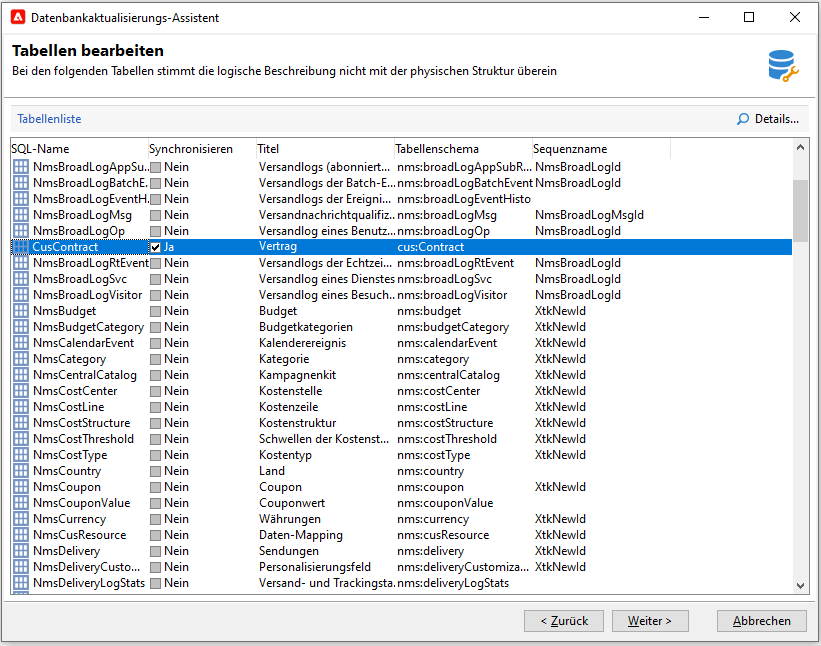 Datenbankaktualisierungs-Assistent
Tabellen bearbeiten
Bei den folgenden Tabellen stimmt die logische Beschreibung nicht mit der physischen Struktur überein
Tabellenliste Details...
SQL-Name Synchronisieren Titel Tabellenschema Sequenzname
NmsBroadLogAppSu... Nein Versandlogs (abonniert... nms:broadLogAppSubR... NmsBroadLogId
NmsBroadLogBatchE... Nein Versandlogs der Batch-E... nms:broadLogBatchEvent NmsBroadLogId
NmsBroadLogEventH... Nein Versandlogs der Ereigni... nms:broadLogEventHisto
NmsBroadLogMsg Nein Versandnachrichtqualifiz... nms:broadLogMsg NmsBroadLogMsgId
NmsBroadLogOp Nein Versandlog eines Benutz... nms:broadLogOp NmsBroadLogId
CusContract Ja Vertrag cus:Contract
NmsBroadLogRtEvent Nein Versandlogs der Echtzei... nms:broadLogRtEvent NmsBroadLogId
NmsBroadLogSvc Nein Versandlog eines Dienstes nms:broadLogSvc NmsBroadLogId
NmsBroadLogVisitor Nein Versandlog eines Besuch... nms:broadLogVisitor NmsBroadLogId
NmsBudget Nein Budget nms:budget XtkNewId
NmsBudgetCategory Nein Budgetkategorien nms:budgetCategory XtkNewId
NmsCalendarEvent Nein Kalenderereignis nms:calendarEvent XtkNewId
NmsCategory Nein Kategorie nms:category XtkNewId
NmsCentralCatalog Nein Kampagnenkit nms:centralCatalog XtkNewId
NmsCostCenter Nein Kostenstelle nms:costCenter XtkNewId
NmsCostLine Nein Kostenzeile nms:costLine XtkNewId
NmsCostStructure Nein Kostenstruktur nms:costStructure XtkNewId
NmsCostThreshold Nein Schwellen der Kostenst... nms:costThreshold XtkNewId
NmsCostType Nein Kostentyp nms:costType XtkNewId
NmsCountry Nein Land nms:country
NmsCoupon Nein Coupon nms:coupon XtkNewId
NmsCouponValue Nein Couponwert nms:couponValue
NmsCurrency Nein Währungen nms:currency XtkNewId
NmsCusResource Nein Daten-Mapping nms:cusResource XtkNewId
NmsDelivery Nein Sendungen nms:delivery XtkNewId
NmsDeliveryCusto... Nein Personalisierungsfeld nms:deliveryCustomiza... XtkNewId
NmsDeliveryLogStats Nein Versand- und Trackingsta... nms:deliveryLogStats
< Zurück Weiter > Abbrechen